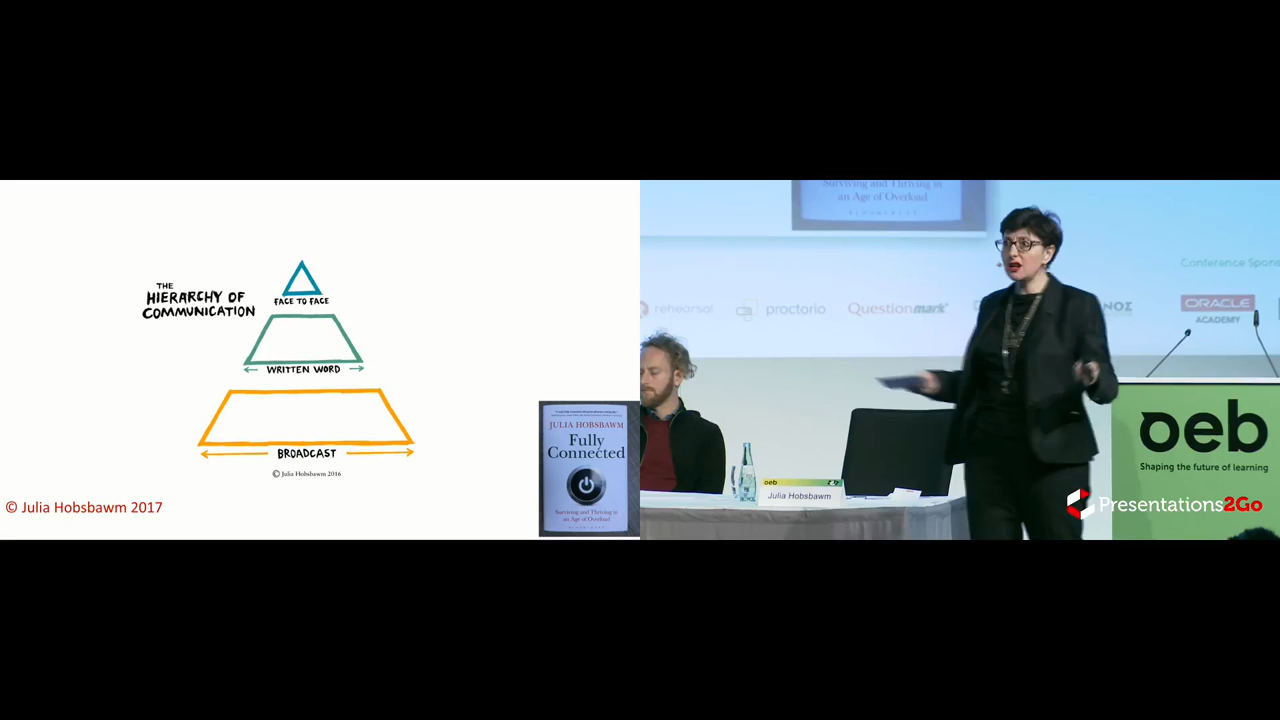 THE
HIERARCHY OF
COMMUNICATION
FACE TO FACE
WRITTEN WORD
BROADCAST
© Julia Hobsbawm 2016
© Julia Hobsbawm 2017
JULIA HOBSBAWM
Fully
Connected
Surviving and Thriving in
an Age of Overload
Surviving and Thriving in
an Age of Overload
BLOOMSBURY
Conference Spons
rehearsal
proctorio
Questionmark
ΝΟΣ
ORACLE
ACADEMY
oeb
Julia Hobsbawm
oeb
Shaping the future of learning
Presentations2Go